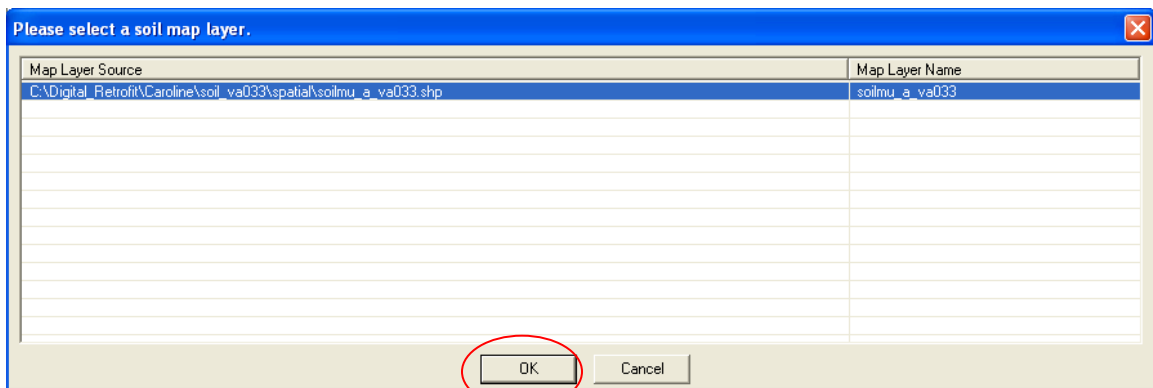 Please select a soil map layer.
Map Layer Source Map Layer Name
C:\Digital_Retrofit\Caroline\soil_va033\spatial\soilmu_a_va033.shp soilmu_a_va033
OK Cancel